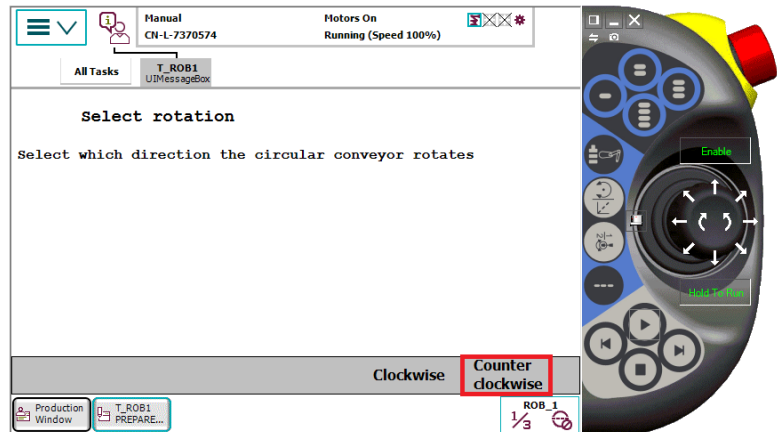 Manual
CN-L-7370574
Motors On
Running (Speed 100%)
All Tasks
T_ROB1
UIMessageBox
Select rotation
Select which direction the circular conveyor rotates
Enable
Hold To Run
Clockwise
Counter
clockwise
Production
Window
T_ROB1
PREPARE...
ROB_1
1/3